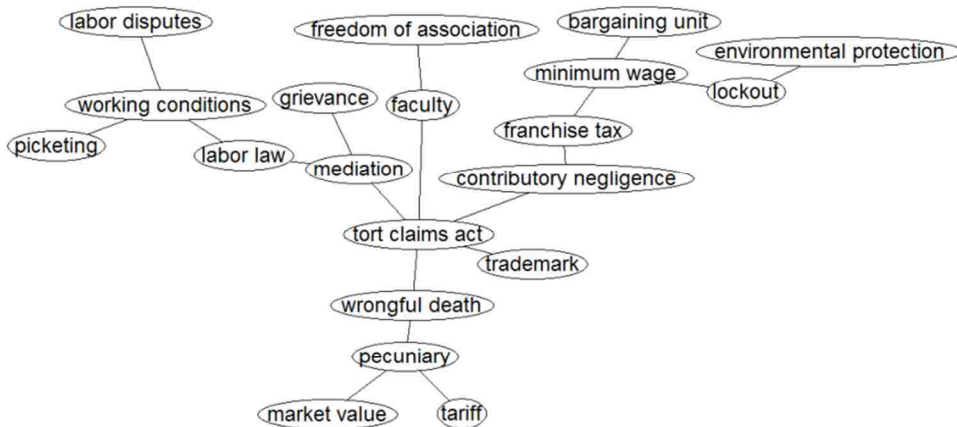 labor disputes
freedom of association
bargaining unit
environmental protection
minimum wage
lockout
working conditions
grievance
faculty
franchise tax
picketing
labor law
mediation
contributory negligence
tort claims act
trademark
wrongful death
pecuniary
market value
tariff